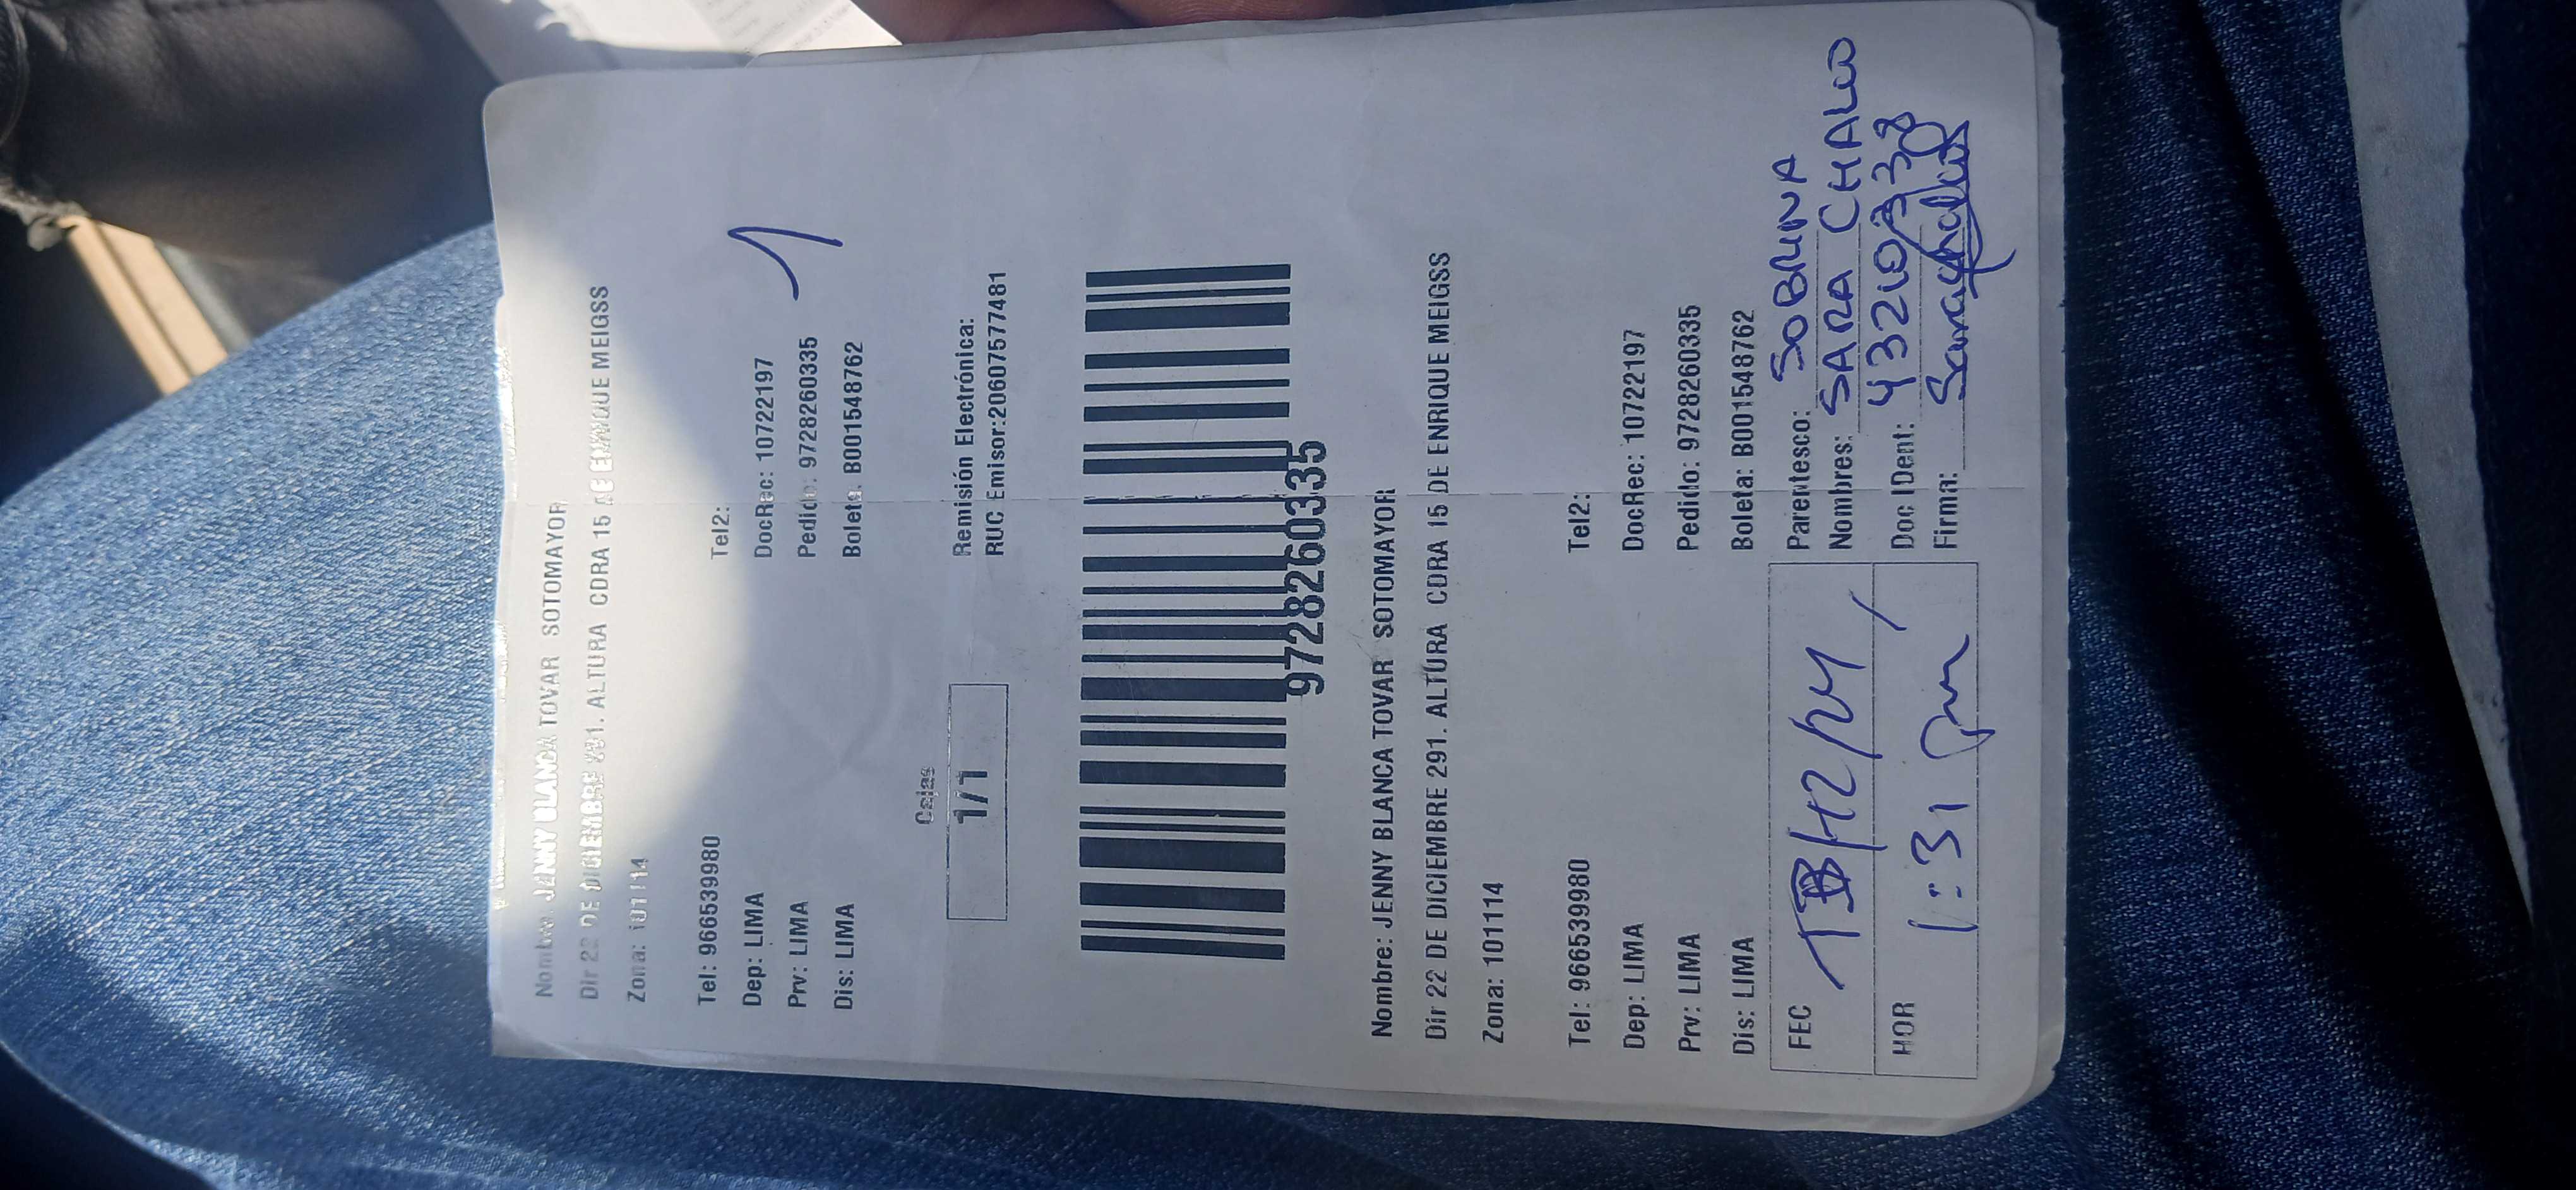 Nombre: JENNY BLANCA TOVAR SOTOMAYOR
Dir 22 DE DICIEMBRE 291. ALTURA CDRA 15 DE ENRIQUE MEIGSS
Zona: 101114
Tel: 966539980 Tel2:
Dep: LIMA DocRec: 10722197
Prv: LIMA Pedido: 9728260335
Dis: LIMA Boleta: B001548762
1
Cajas
1/1
Remisión Electrónica:
RUC Emisor:20607577481
9728260335
Nombre: JENNY BLANCA TOVAR SOTOMAYOR
Dir 22 DE DICIEMBRE 291. ALTURA CDRA 15 DE ENRIQUE MEIGSS
Zona: 101114
Tel: 966539980 Tel2:
Dep: LIMA DocRec: 10722197
Prv: LIMA Pedido: 9728260335
Dis: LIMA Boleta: B001548762
FEC
Parentesco: SOBRINA
Nombres: SARA CHALCO
HOR 1:31 pm
Doc IDent:
Firma: